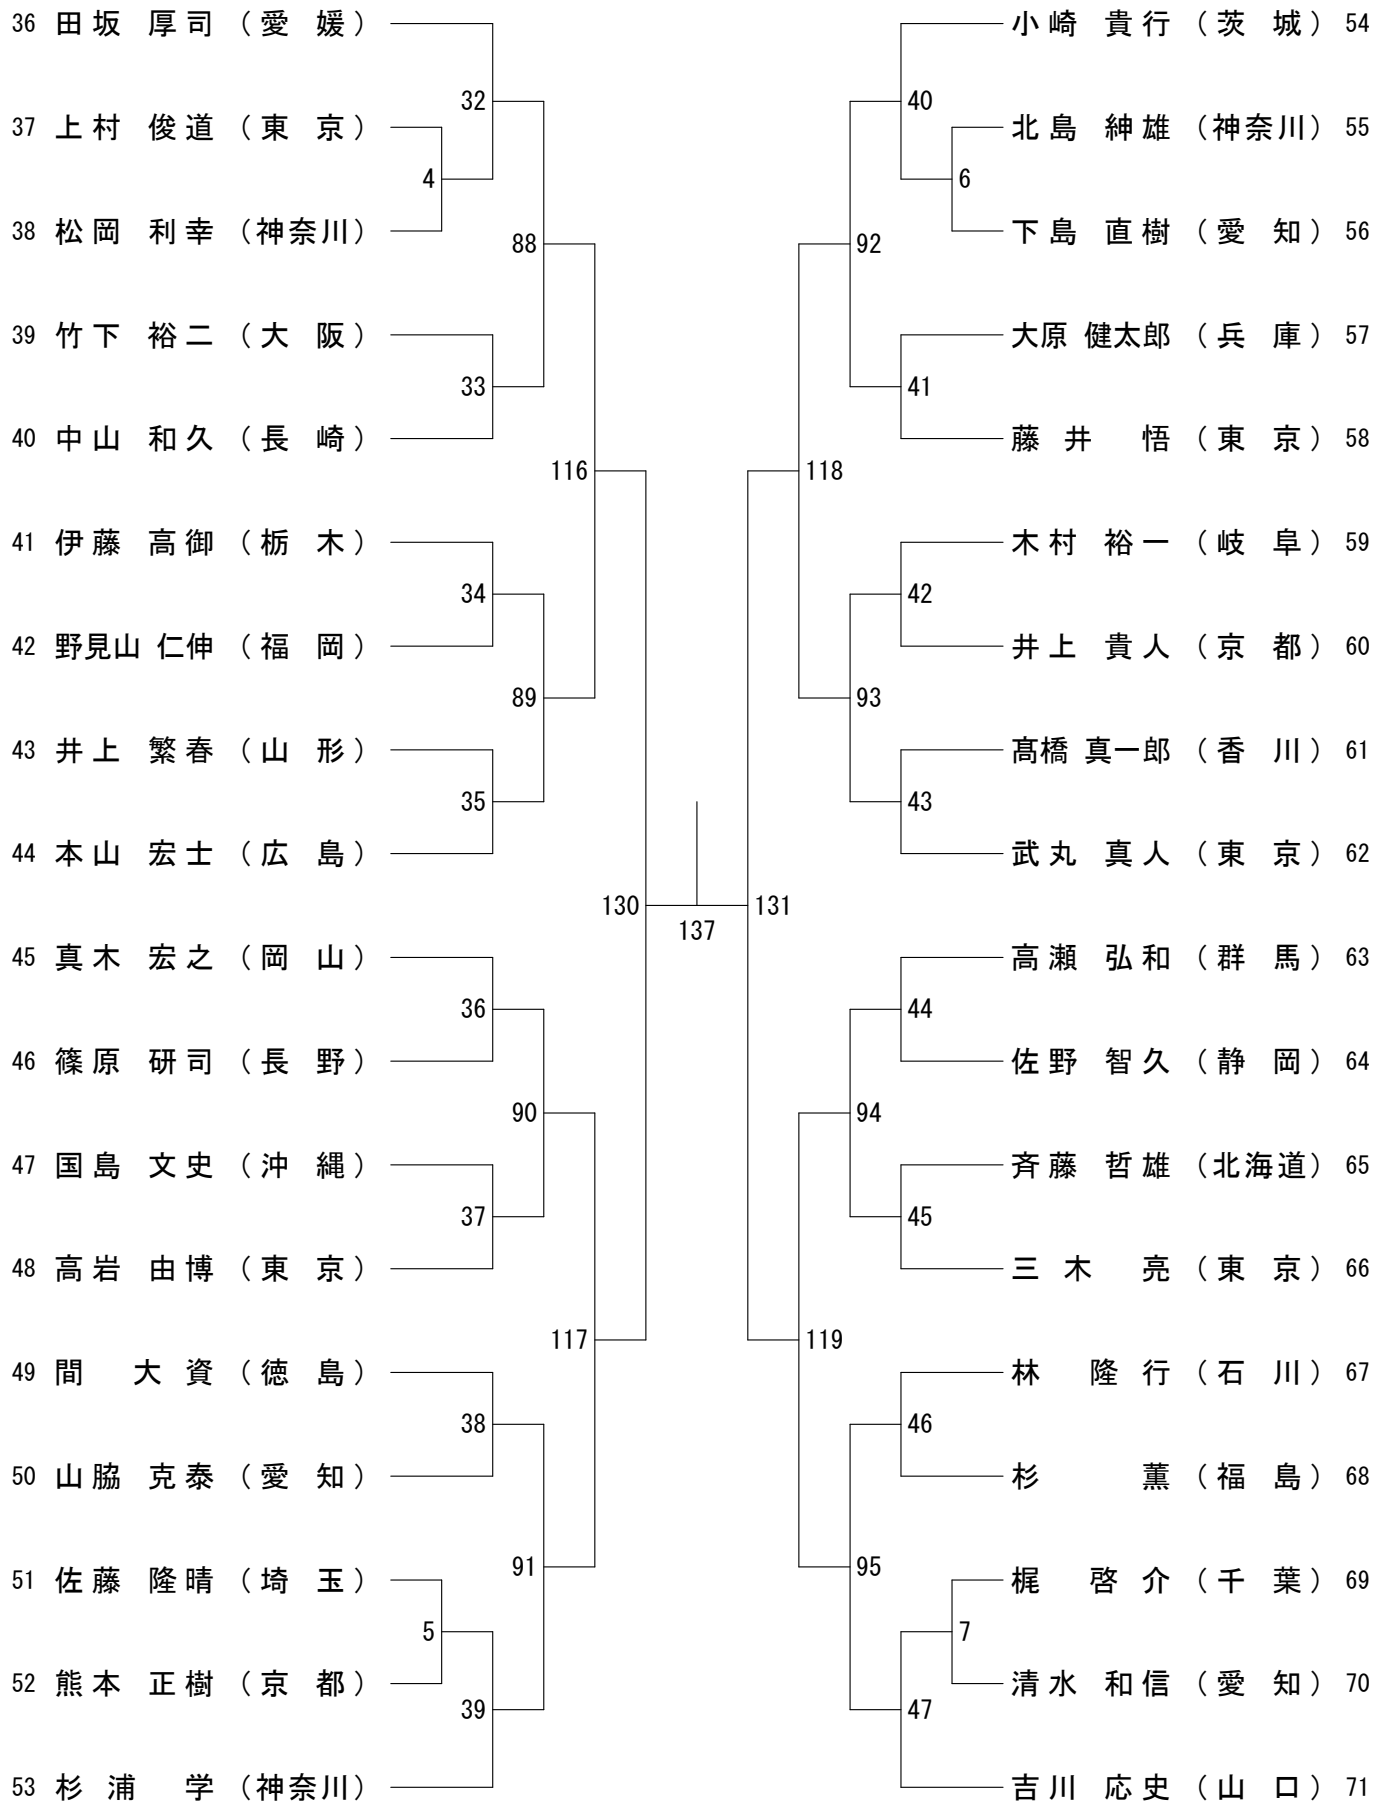 36 田坂 厚司 (愛 媛)
37 上村 俊道 (東 京)
38 松岡 利幸 (神奈川)
39 竹下 裕二 (大 阪)
40 中山 和久 (長 崎)
41 伊藤 高御 (栃 木)
42 野見山 仁伸 (福 岡)
43 井上 繁春 (山 形)
44 本山 宏士 (広 島)
45 真木 宏之 (岡 山)
46 篠原 研司 (長 野)
47 国島 文史 (沖 縄)
48 高岩 由博 (東 京)
49 間 大資 (徳 島)
50 山脇 克泰 (愛 知)
51 佐藤 隆晴 (埼 玉)
52 熊本 正樹 (京 都)
53 杉浦 学 (神奈川)
4
5
32
33
34
35
36
37
38
39
88
89
90
91
116
117
130
137
131
118
119
92
93
94
95
40
41
42
43
44
45
46
47
6
7
小崎 貴行 (茨 城) 54
北島 紳雄 (神奈川) 55
下島 直樹 (愛 知) 56
大原 健太郎 (兵 庫) 57
藤井 悟 (東 京) 58
木村 裕一 (岐 阜) 59
井上 貴人 (京 都) 60
髙橋 真一郎 (香 川) 61
武丸 真人 (東 京) 62
高瀬 弘和 (群 馬) 63
佐野 智久 (静 岡) 64
斉藤 哲雄 (北海道) 65
三木 亮 (東 京) 66
林 隆行 (石 川) 67
杉 薫 (福 島) 68
梶 啓介 (千 葉) 69
清水 和信 (愛 知) 70
吉川 応史 (山 口) 71